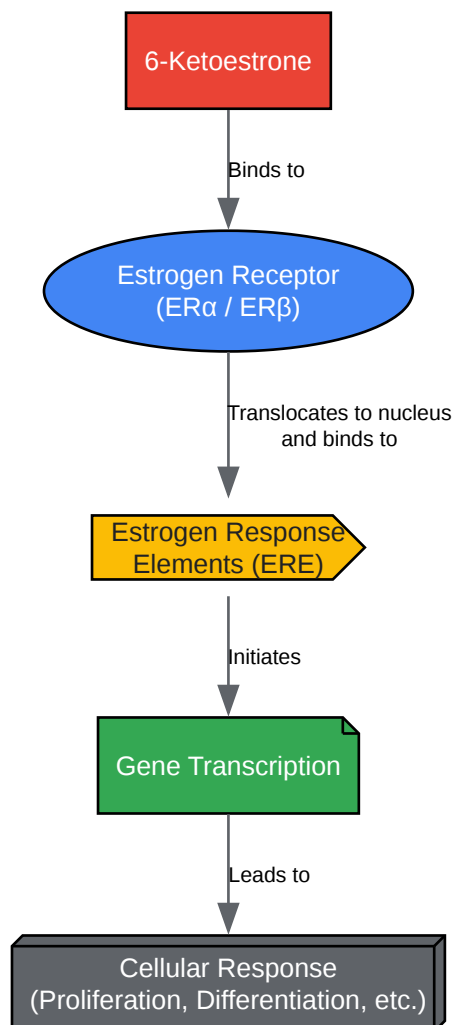 6-Ketoestrone
Binds to
Estrogen Receptor
(ERα / ERβ)
Translocates to nucleus
and binds to
Estrogen Response
Elements (ERE)
Initiates
Gene Transcription
Leads to
Cellular Response
(Proliferation, Differentiation, etc.)